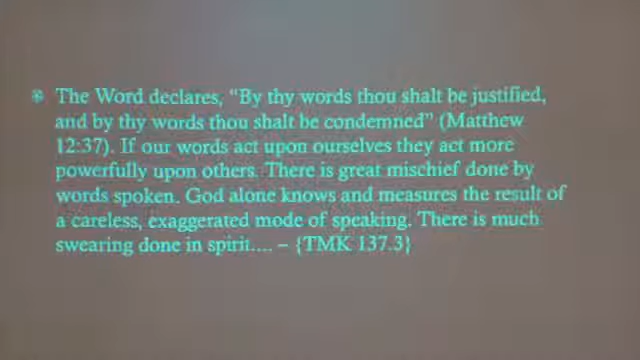 The Word declares, "By thy words thou shalt be justified,
and by thy words thou shalt be condemned" (Matthew
12:37). If our words act upon ourselves they act more
powerfully upon others. There is great mischief done by
words spoken. God alone knows and measures the result of
a careless, exaggerated mode of speaking. There is much
swearing done in spirit.... – {TMK 137.3}